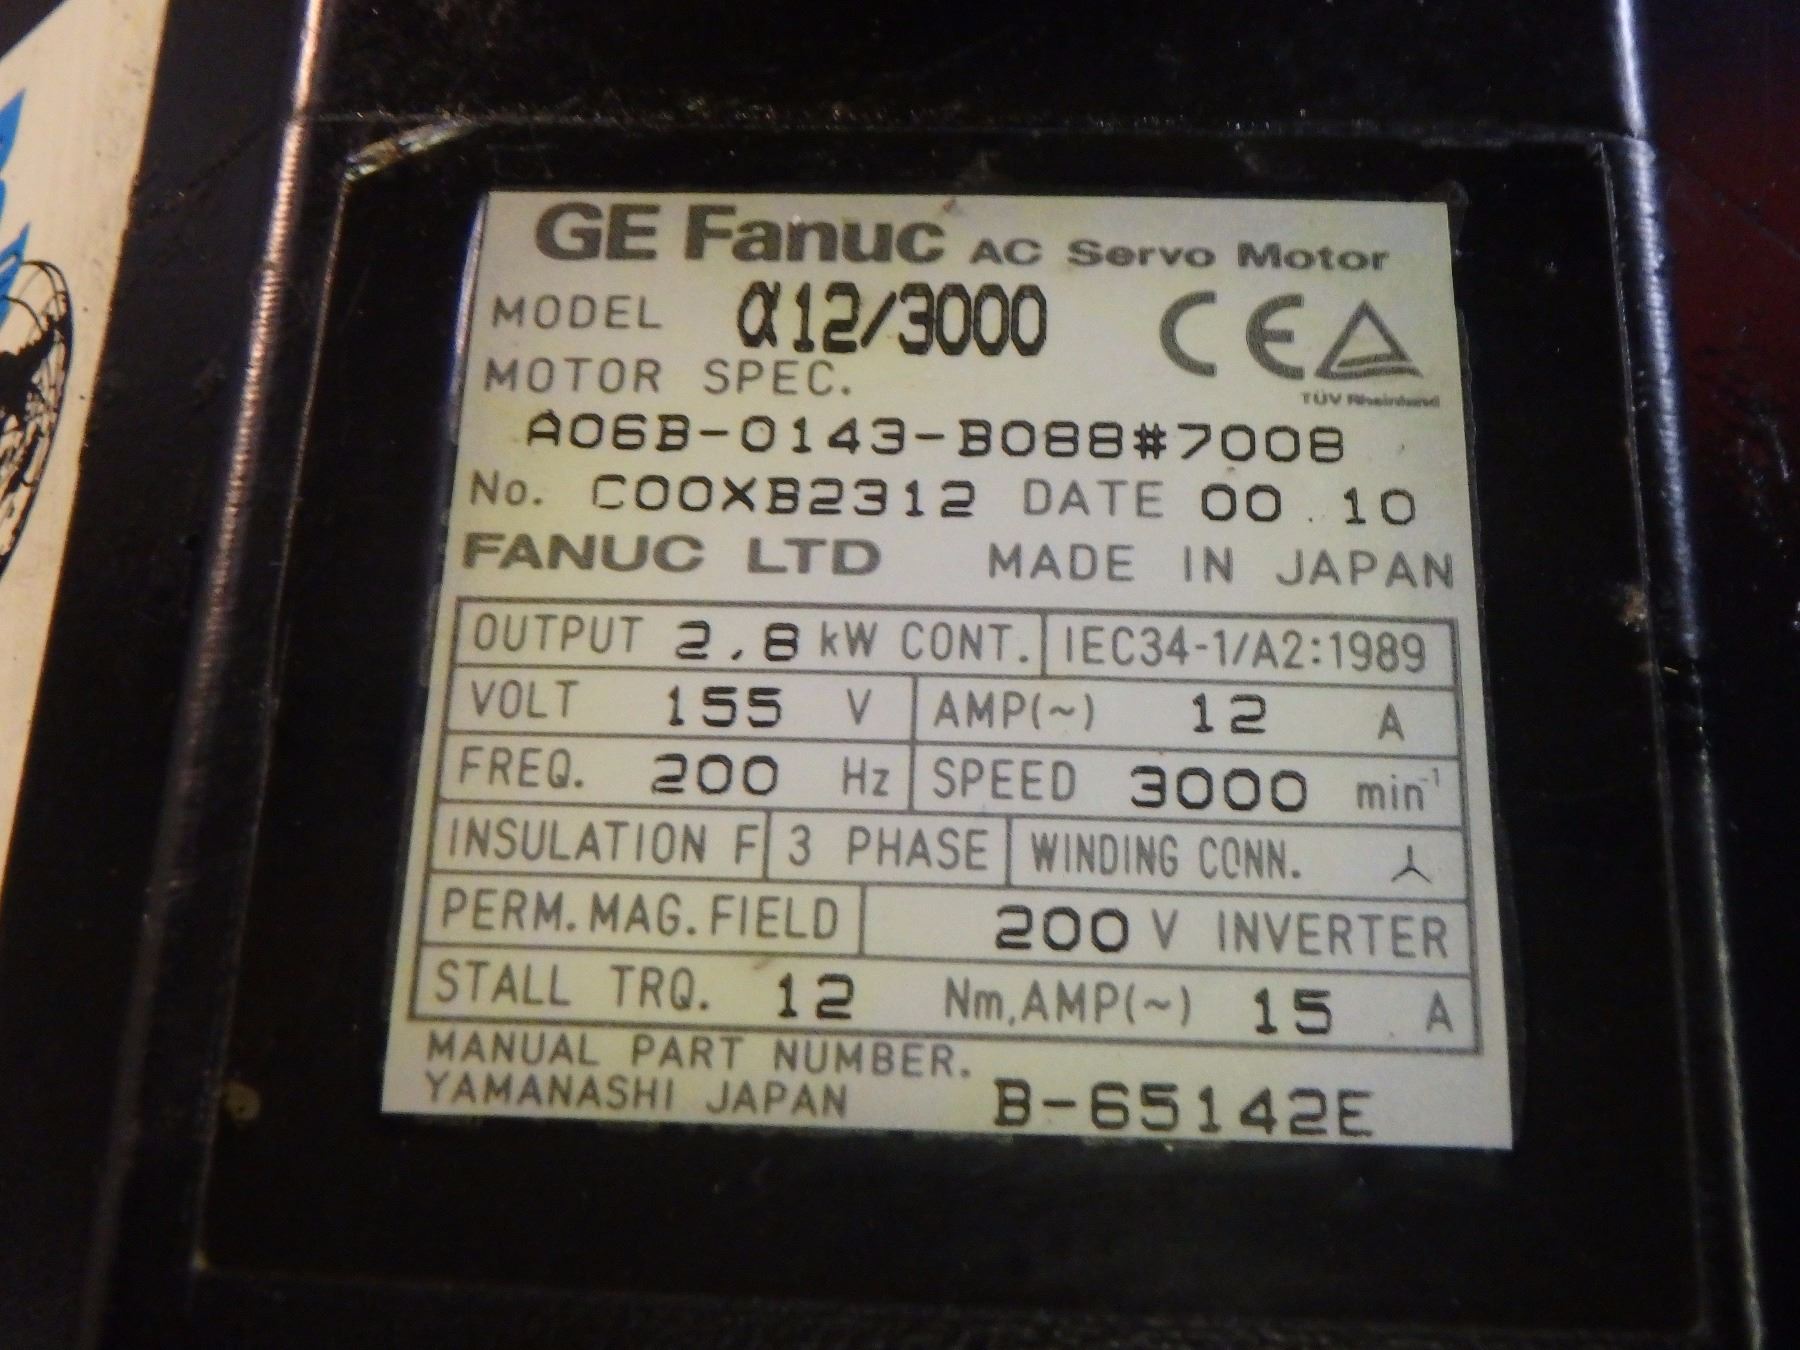 GE Fanuc AC Servo Motor
MODEL α12/3000 CE
MOTOR SPEC.
TÜV Rheinland
A06B-0143-B088#7008
No. C00XB2312 DATE 00.10
FANUC LTD MADE IN JAPAN
OUTPUT 2.8 kW CONT. IEC34-1/A2:1989
VOLT 155 V AMP(~) 12 A
FREQ. 200 Hz SPEED 3000 min⁻¹
INSULATION F 3 PHASE WINDING CONN.
PERM.MAG.FIELD 200 V INVERTER
STALL TRQ. 12 Nm,AMP(~) 15 A
MANUAL PART NUMBER.
YAMANASHI JAPAN B-65142E